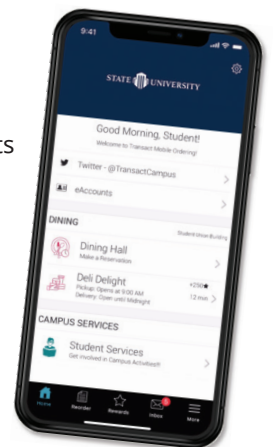 9:41
STATE UNIVERSITY
Good Morning, Student!
Welcome to Transact Mobile Ordering!
ts
Twitter - @TransactCampus
eAccounts
DINING
Student Union Building
Dining Hall
Make a Reservation
Deli Delight
Pickup: Opens at 9:00 AM
Delivery: Open until Midnight
+250★
12 min
CAMPUS SERVICES
Student Services
Get involved in Campus Activities!!
Home
Reorder
Rewards
5
Inbox
More